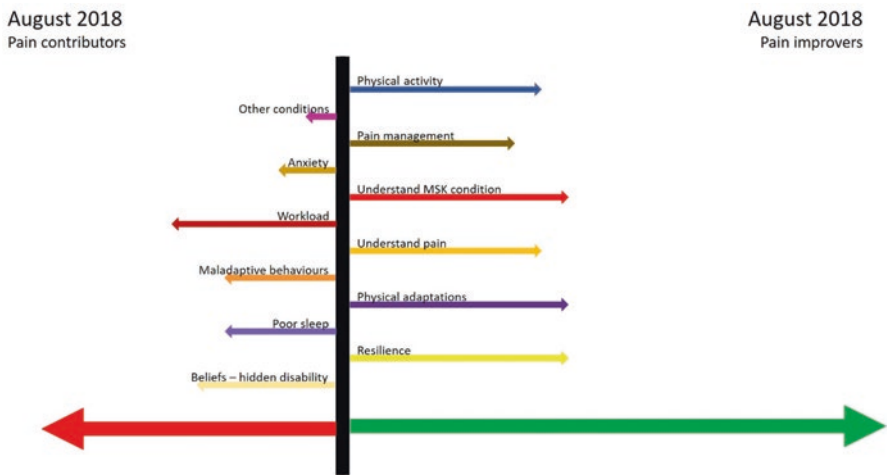 August 2018
Pain contributors
August 2018
Pain improvers
Physical activity
Other conditions
Pain management
Anxiety
Understand MSK condition
Workload
Understand pain
Maladaptive behaviours
Physical adaptations
Poor sleep
Resilience
Beliefs – hidden disability